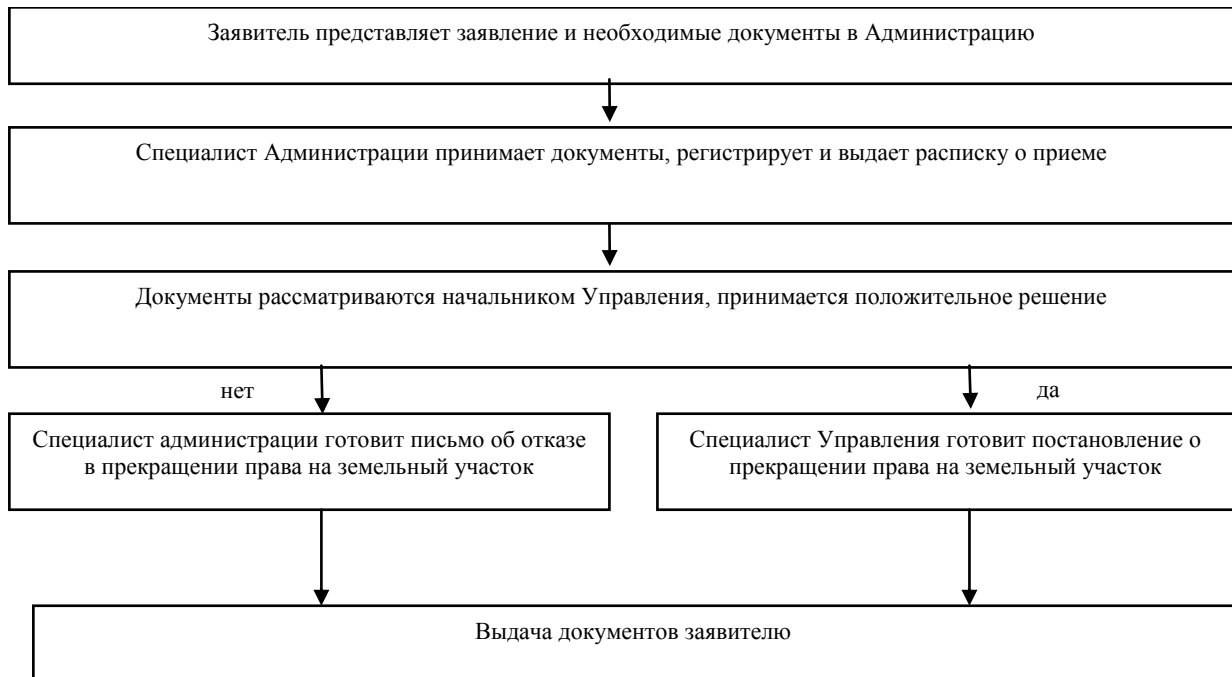 Заявитель представляет заявление и необходимые документы в Администрацию
Специалист Администрации принимает документы, регистрирует и выдает расписку о приеме
Документы рассматриваются начальником Управления, принимается положительное решение
нет
да
Специалист администрации готовит письмо об отказе
в прекращении права на земельный участок
Специалист Управления готовит постановление о
прекращении права на земельный участок
Выдача документов заявителю